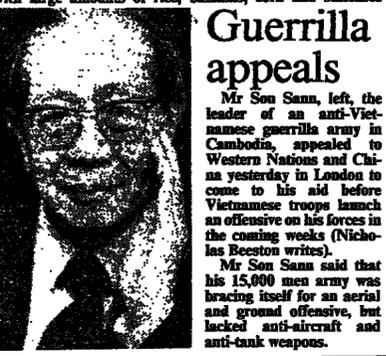 Guerrilla
appeals
Mr Son Sann, left, the
leader of an anti-Viet-
namese guerrilla army in
Cambodia, appealed to
Western Nations and Chi-
na yesterday in London to
come to his aid before
Vietnamese troops launch
an offensive on his forces in
the coming weeks (Nicho-
las Beeston writes).
Mr Son Sann said that
his 15,000 men army was
bracing itself for an aerial
and ground offensive, but
lacked anti-aircraft and
anti-tank weapons.